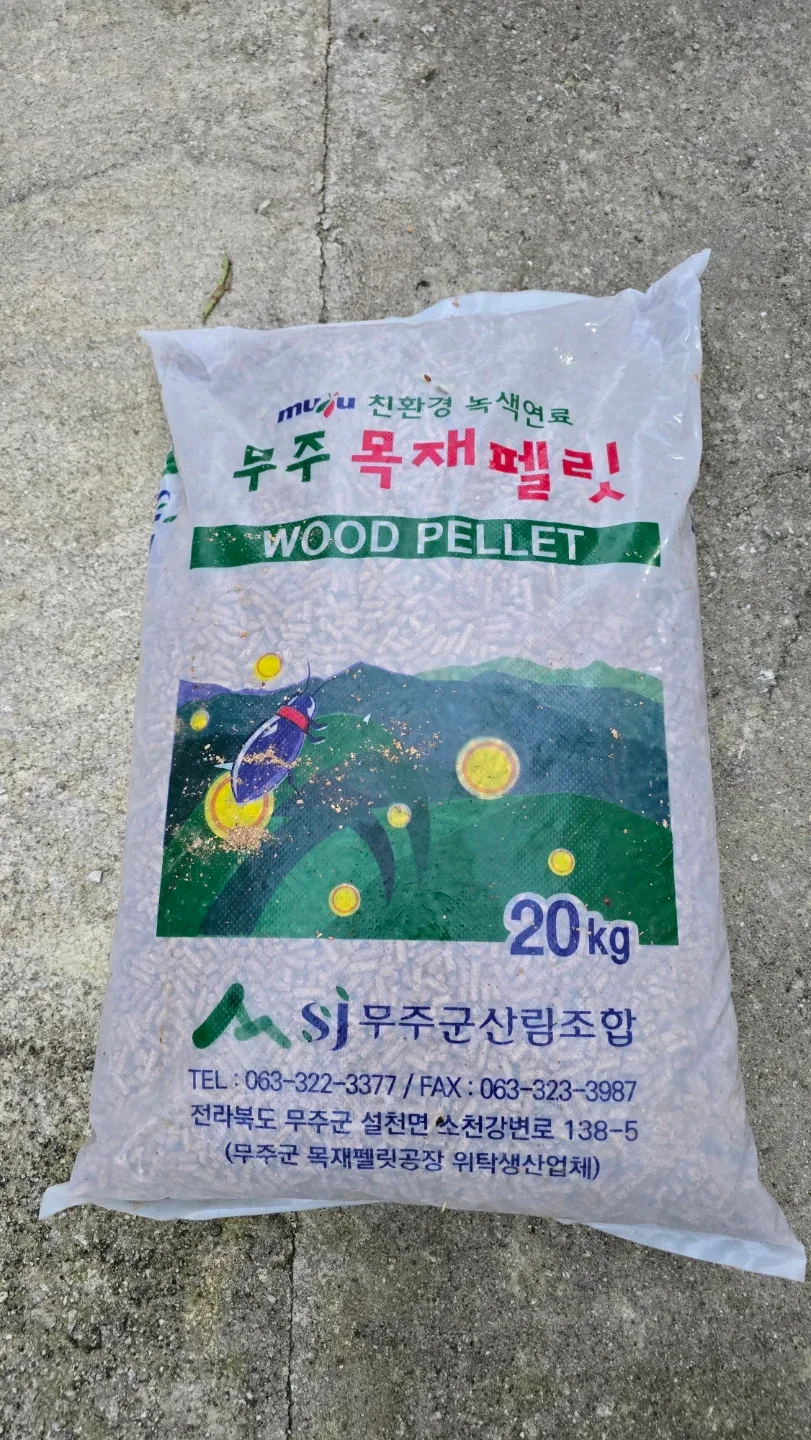 muju 친환경 녹색연료
무주 목재펠릿
WOOD PELLET
20kg
sj 무주군산림조합
TEL : 063-322-3377 / FAX : 063-323-3987
전라북도 무주군 설천면 소천강변로 138-5
(무주군 목재펠릿공장 위탁생산업체)